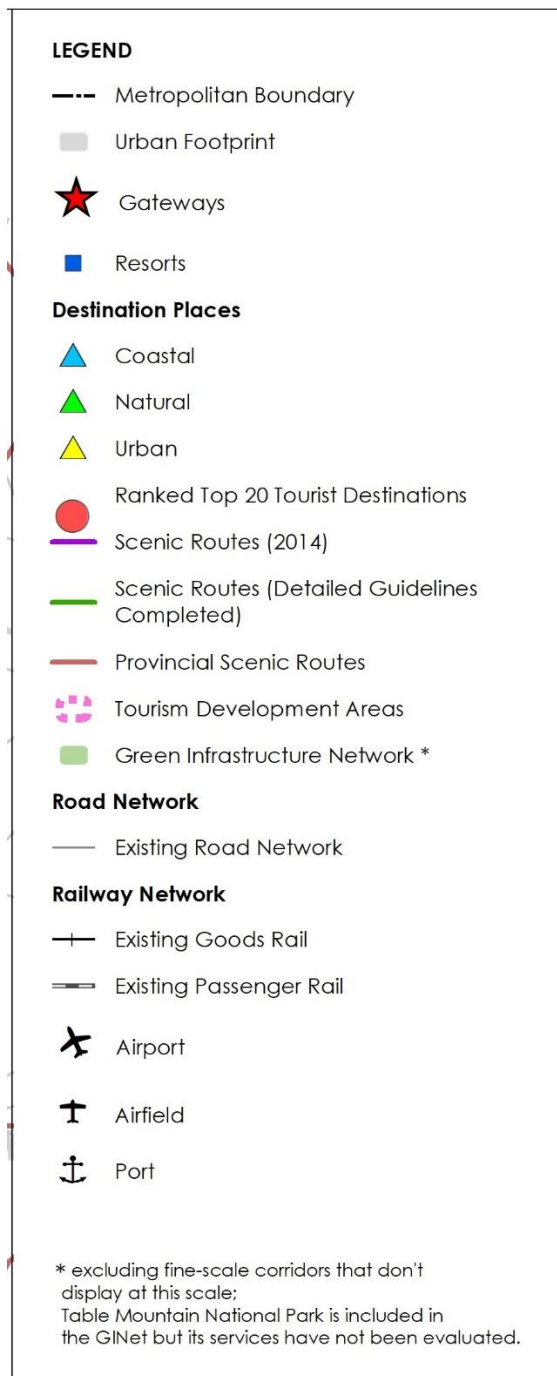 LEGEND
Metropolitan Boundary
Urban Footprint
Gateways
Resorts
Destination Places
Coastal
Natural
Urban
Ranked Top 20 Tourist Destinations
Scenic Routes (2014)
Scenic Routes (Detailed Guidelines
Completed)
Provincial Scenic Routes
Tourism Development Areas
Green Infrastructure Network *
Road Network
Existing Road Network
Railway Network
Existing Goods Rail
Existing Passenger Rail
Airport
Airfield
Port
* excluding fine-scale corridors that don't
display at this scale;
Table Mountain National Park is included in
the GINet but its services have not been evaluated.